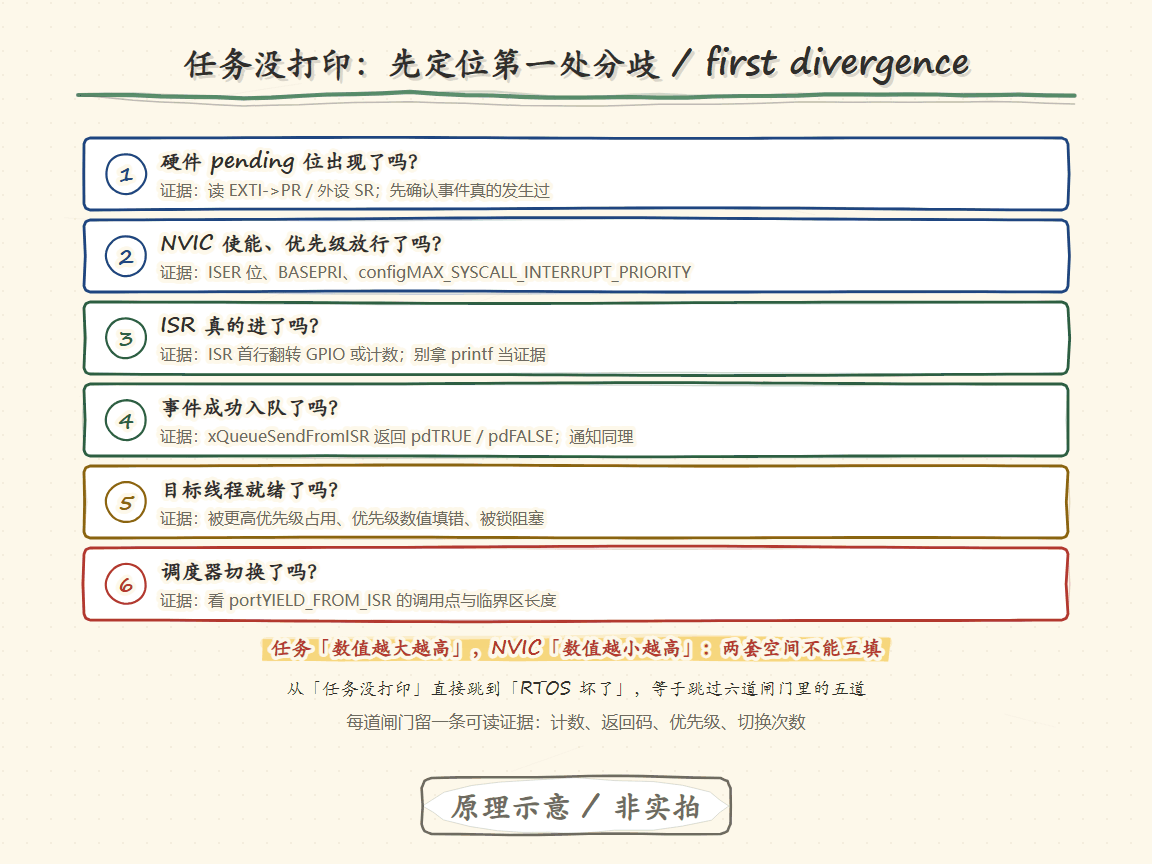 任务没打印：先定位第一处分歧 / first divergence
1
硬件 pending 位出现了吗？
证据：读 EXTI->PR / 外设 SR；先确认事件真的发生过
2
NVIC 使能、优先级放行了吗？
证据：ISER 位、BASEPRI、configMAX_SYSCALL_INTERRUPT_PRIORITY
3
ISR 真的进了吗？
证据：ISR 首行翻转 GPIO 或计数；别拿 printf 当证据
4
事件成功入队了吗？
证据：xQueueSendFromISR 返回 pdTRUE / pdFALSE；通知同理
5
目标线程就绪了吗？
证据：被更高优先级占用、优先级数值填错、被锁阻塞
6
调度器切换了吗？
证据：看 portYIELD_FROM_ISR 的调用点与临界区长度
任务「数值越大越高」，NVIC「数值越小越高」：两套空间不能互填
从「任务没打印」直接跳到「RTOS 坏了」，等于跳过六道闸门里的五道
每道闸门留一条可读证据：计数、返回码、优先级、切换次数
原理示意 / 非实拍